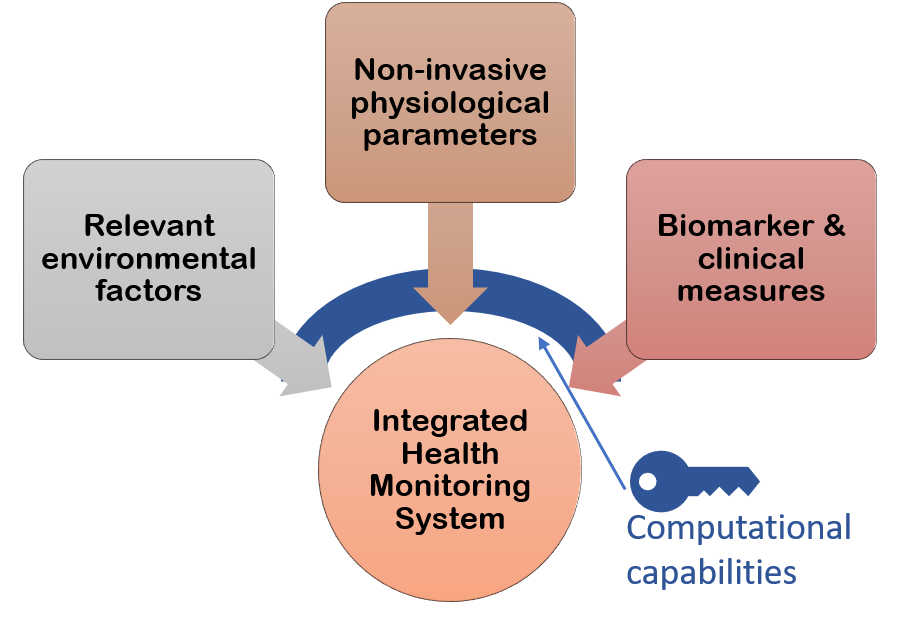 Non-invasive
physiological
parameters
Relevant
environmental
factors
Biomarker &
clinical
measures
Integrated
Health
Monitoring
System
Computational
capabilities